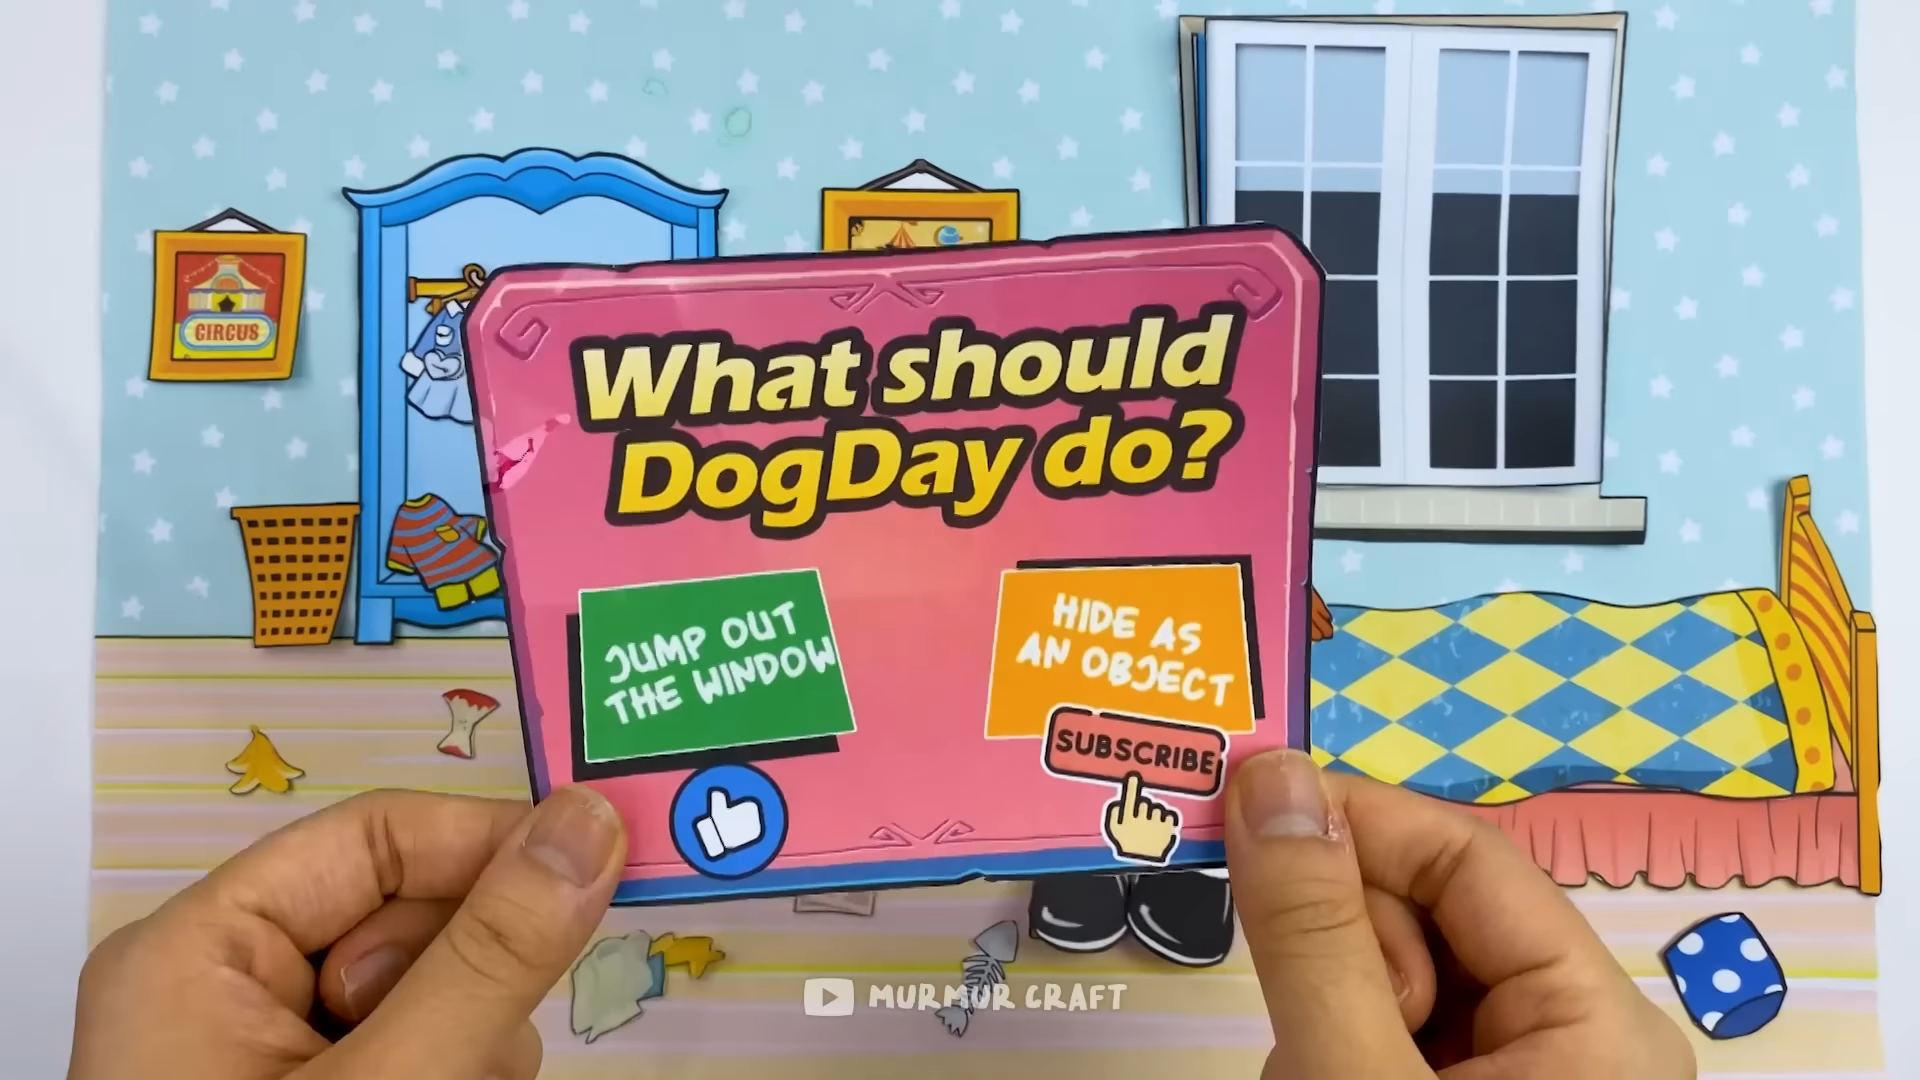 CIRCUS
What should
DogDay do?
JUMP OUT
THE WINDOW
HIDE AS
AN OBJECT
SUBSCRIBE
MURMUR CRAFT